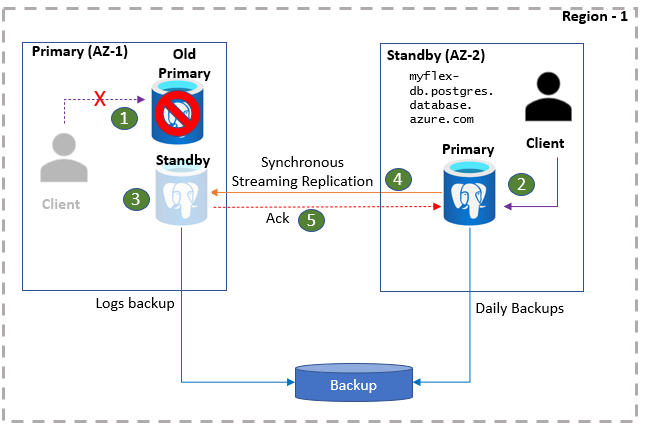 Region - 1
Primary (AZ-1)
Old
Primary
X
1
Client
Standby
3
Standby (AZ-2)
myflex-
db.postgres.
database.
azure.com
Client
Primary
2
Synchronous
Streaming Replication
4
Ack
5
Logs backup
Daily Backups
Backup